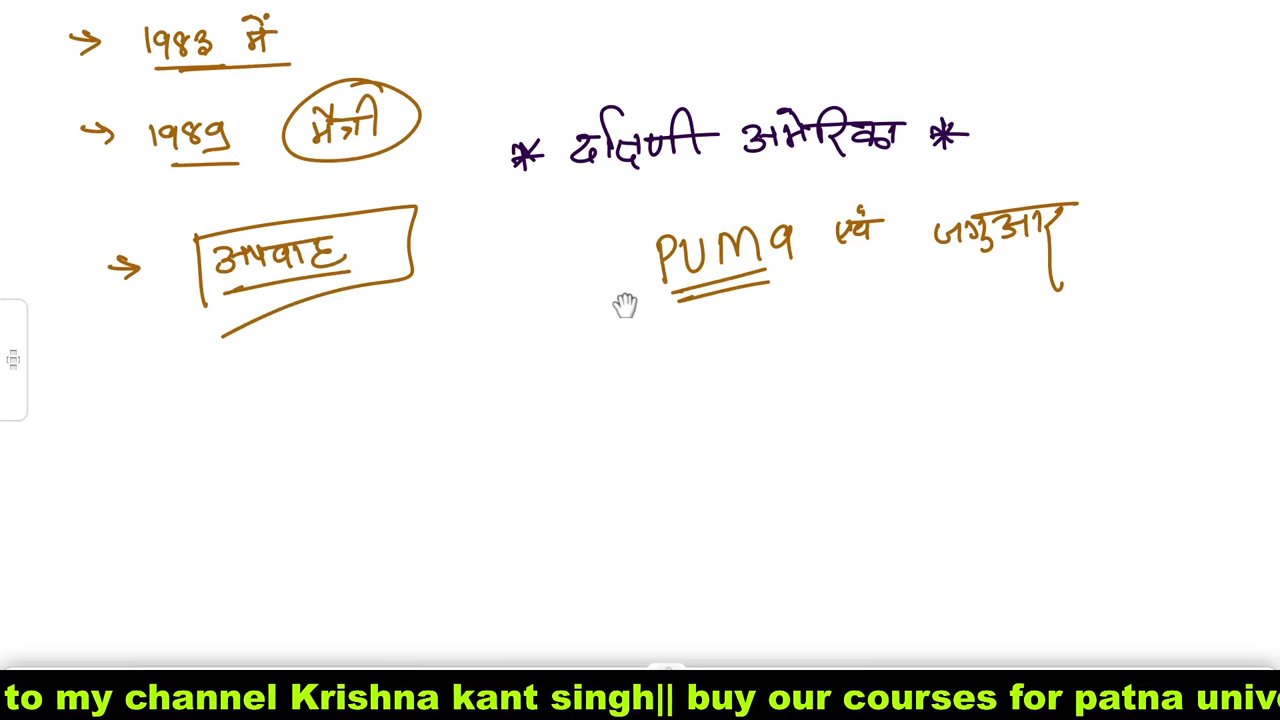 → 1983 में
→ 1989 मैत्री
* दक्षिणी अमेरिका *
→ अपवाह
PUMA एवं जगुआर
to my channel Krishna kant singh|| buy our courses for patna unive